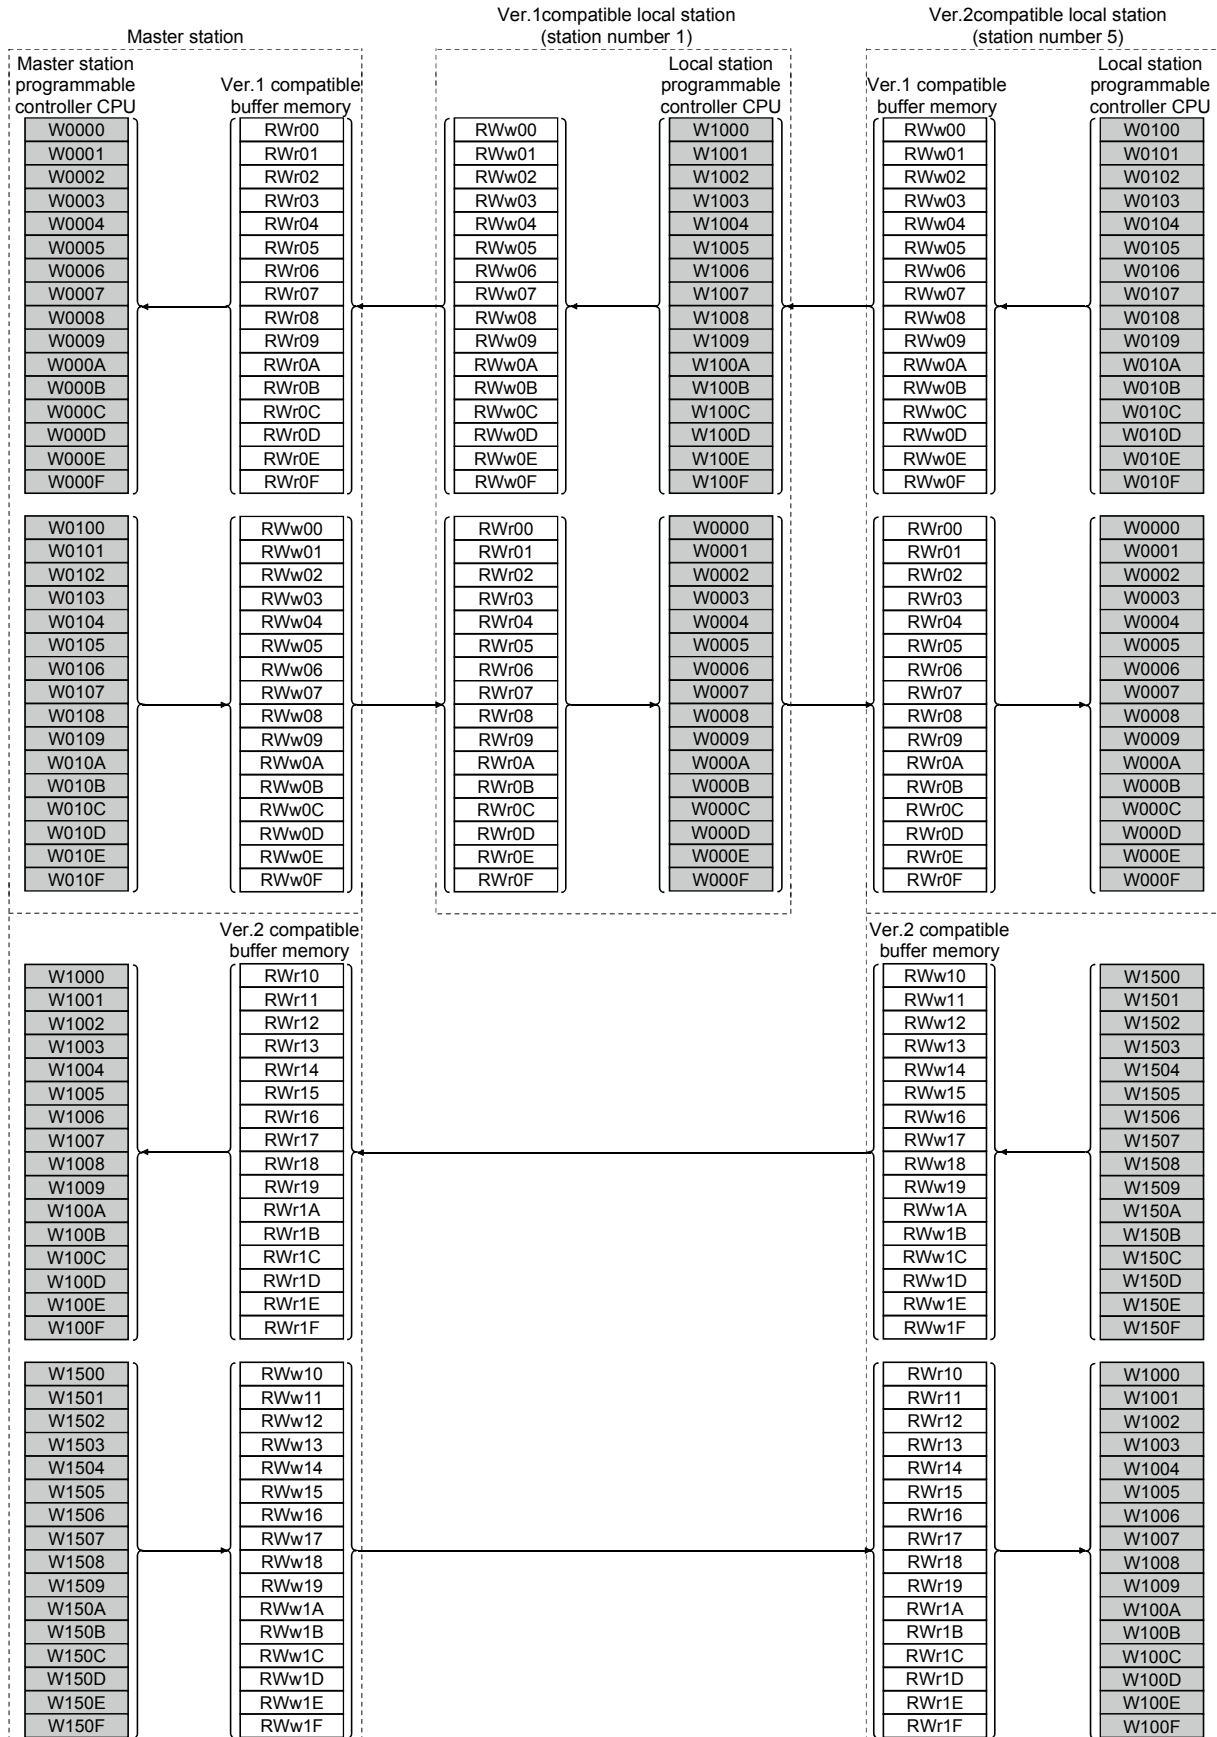 Ver.1compatible local station Ver.2compatible local station
Master station (station number 1) (station number 5)
Master station Local station Local station
programmable Ver.1 compatible programmable Ver.1 compatible programmable
controller CPU buffer memory controller CPU buffer memory controller CPU
W0000 RWr00 RWw00 W1000 RWw00 W0100
W0001 RWr01 RWw01 W1001 RWw01 W0101
W0002 RWr02 RWw02 W1002 RWw02 W0102
W0003 RWr03 RWw03 W1003 RWw03 W0103
W0004 RWr04 RWw04 W1004 RWw04 W0104
W0005 RWr05 RWw05 W1005 RWw05 W0105
W0006 RWr06 RWw06 W1006 RWw06 W0106
W0007 RWr07 RWw07 W1007 RWw07 W0107
W0008 RWr08 RWw08 W1008 RWw08 W0108
W0009 RWr09 RWw09 W1009 RWw09 W0109
W000A RWr0A RWw0A W100A RWw0A W010A
W000B RWr0B RWw0B W100B RWw0B W010B
W000C RWr0C RWw0C W100C RWw0C W010C
W000D RWr0D RWw0D W100D RWw0D W010D
W000E RWr0E RWw0E W100E RWw0E W010E
W000F RWr0F RWw0F W100F RWw0F W010F
W0100 RWw00 RWr00 W0000 RWr00 W0000
W0101 RWw01 RWr01 W0001 RWr01 W0001
W0102 RWw02 RWr02 W0002 RWr02 W0002
W0103 RWw03 RWr03 W0003 RWr03 W0003
W0104 RWw04 RWr04 W0004 RWr04 W0004
W0105 RWw05 RWr05 W0005 RWr05 W0005
W0106 RWw06 RWr06 W0006 RWr06 W0006
W0107 RWw07 RWr07 W0007 RWr07 W0007
W0108 RWw08 RWr08 W0008 RWr08 W0008
W0109 RWw09 RWr09 W0009 RWr09 W0009
W010A RWw0A RWr0A W000A RWr0A W000A
W010B RWw0B RWr0B W000B RWr0B W000B
W010C RWw0C RWr0C W000C RWr0C W000C
W010D RWw0D RWr0D W000D RWr0D W000D
W010E RWw0E RWr0E W000E RWr0E W000E
W010F RWw0F RWr0F W000F RWr0F W000F
Ver.2 compatible Ver.2 compatible
buffer memory buffer memory
W1000 RWr10 RWw10 W1500
W1001 RWr11 RWw11 W1501
W1002 RWr12 RWw12 W1502
W1003 RWr13 RWw13 W1503
W1004 RWr14 RWw14 W1504
W1005 RWr15 RWw15 W1505
W1006 RWr16 RWw16 W1506
W1007 RWr17 RWw17 W1507
W1008 RWr18 RWw18 W1508
W1009 RWr19 RWw19 W1509
W100A RWr1A RWw1A W150A
W100B RWr1B RWw1B W150B
W100C RWr1C RWw1C W150C
W100D RWr1D RWw1D W150D
W100E RWr1E RWw1E W150E
W100F RWr1F RWw1F W150F
W1500 RWw10 RWr10 W1000
W1501 RWw11 RWr11 W1001
W1502 RWw12 RWr12 W1002
W1503 RWw13 RWr13 W1003
W1504 RWw14 RWr14 W1004
W1505 RWw15 RWr15 W1005
W1506 RWw16 RWr16 W1006
W1507 RWw17 RWr17 W1007
W1508 RWw18 RWr18 W1008
W1509 RWw19 RWr19 W1009
W150A RWw1A RWr1A W100A
W150B RWw1B RWr1B W100B
W150C RWw1C RWr1C W100C
W150D RWw1D RWr1D W100D
W150E RWw1E RWr1E W100E
W150F RWw1F RWr1F W100F